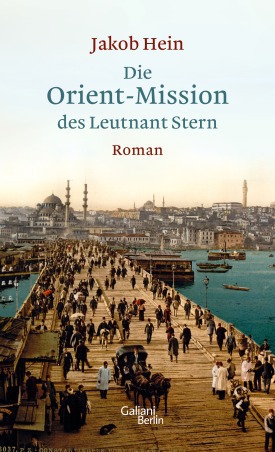 Jakob Hein
Die
Orient-Mission
des Leutnant Stern
Roman
Galiani
Berlin